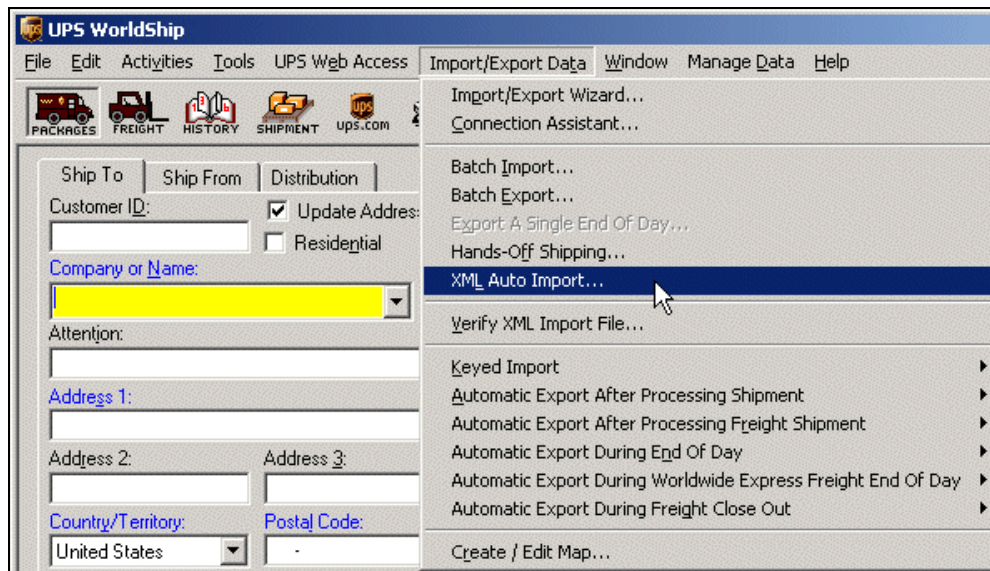 UPS WorldShip
File Edit Activities Tools UPS Web Access Import/Export Data Window Manage Data Help
PACKAGES FREIGHT HISTORY SHIPMENT ups.com
Import/Export Wizard...
Connection Assistant...
Batch Import...
Batch Export...
Export A Single End Of Day...
Hands-Off Shipping...
XML Auto Import...
Verify XML Import File...
Keyed Import
Automatic Export After Processing Shipment
Automatic Export After Processing Freight Shipment
Automatic Export During End Of Day
Automatic Export During Worldwide Express Freight End Of Day
Automatic Export During Freight Close Out
Create / Edit Map...
Ship To Ship From Distribution
Customer ID: Update Addres
Residential
Company or Name:
Attention:
Address 1:
Address 2: Address 3:
Country/Territory: Postal Code:
United States -